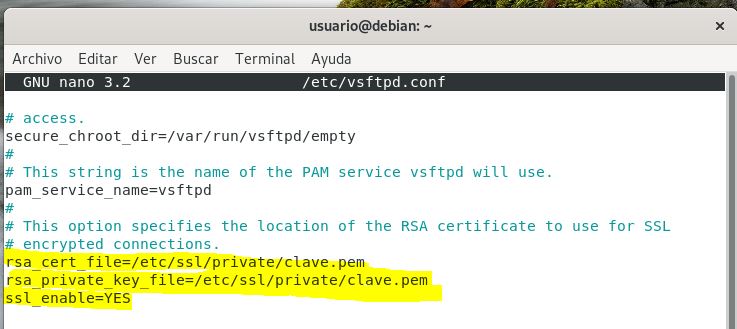 usuario@debian: ~
×
Archivo Editar Ver Buscar Terminal Ayuda
GNU nano 3.2 /etc/vsftpd.conf
# access.
secure_chroot_dir=/var/run/vsftpd/empty
#
# This string is the name of the PAM service vsftpd will use.
pam_service_name=vsftpd
#
# This option specifies the location of the RSA certificate to use for SSL
# encrypted connections.
rsa_cert_file=/etc/ssl/private/clave.pem
rsa_private_key_file=/etc/ssl/private/clave.pem
ssl_enable=YES